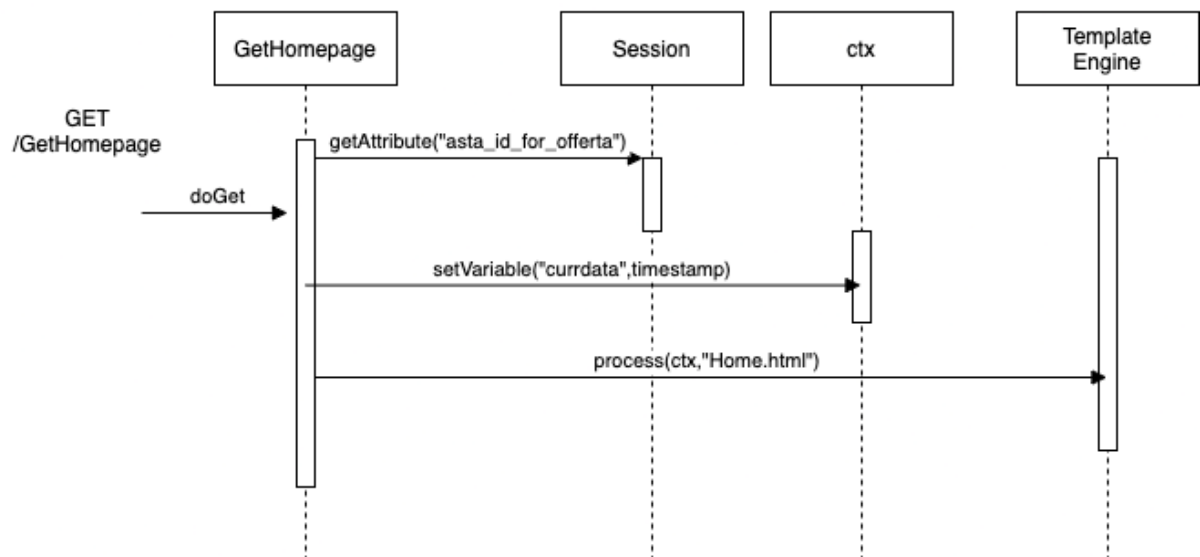 GetHomepage
Session
ctx
Template
Engine
GET
/GetHomepage
getAttribute("asta_id_for_offerta")
doGet
setVariable("currdata",timestamp)
process(ctx,"Home.html")